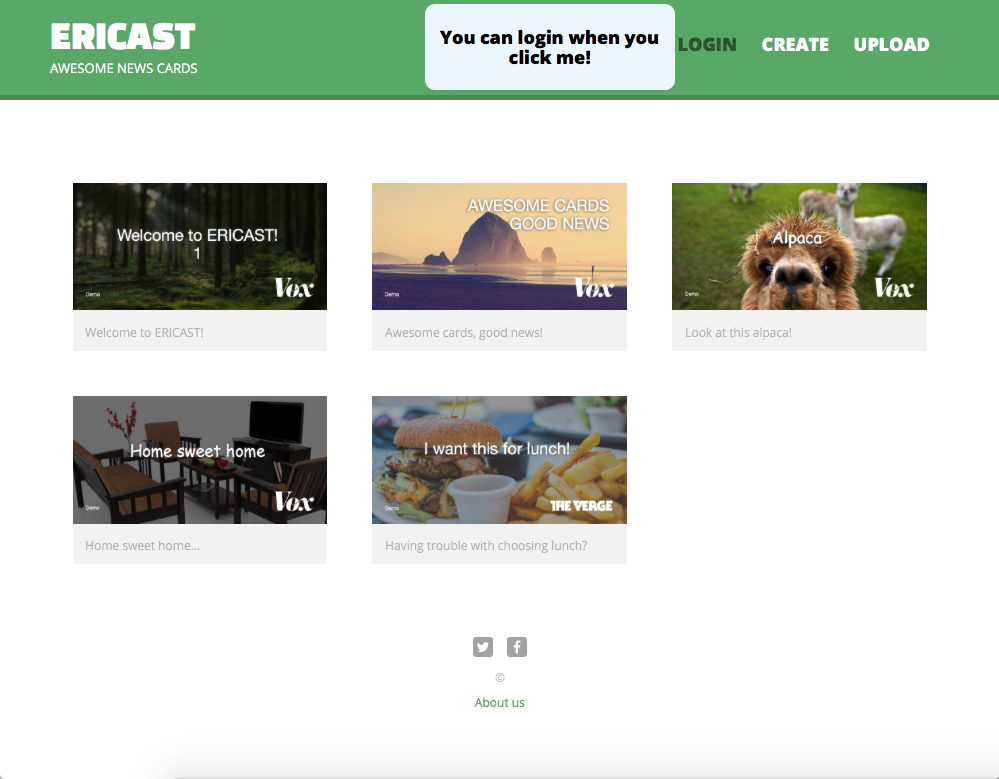 ERICAST
AWESOME NEWS CARDS
You can login when you
click me!
LOGIN
CREATE
UPLOAD
Welcome to ERICAST!
1
Demo
Vox
Welcome to ERICAST!
AWESOME CARDS
GOOD NEWS
Demo
Vox
Awesome cards, good news!
Alpaca
Demo
Vox
Look at this alpaca!
Home sweet home
Demo
Vox
Home sweet home...
I want this for lunch!
Demo
THE VERGE
Having trouble with choosing lunch?
©
About us